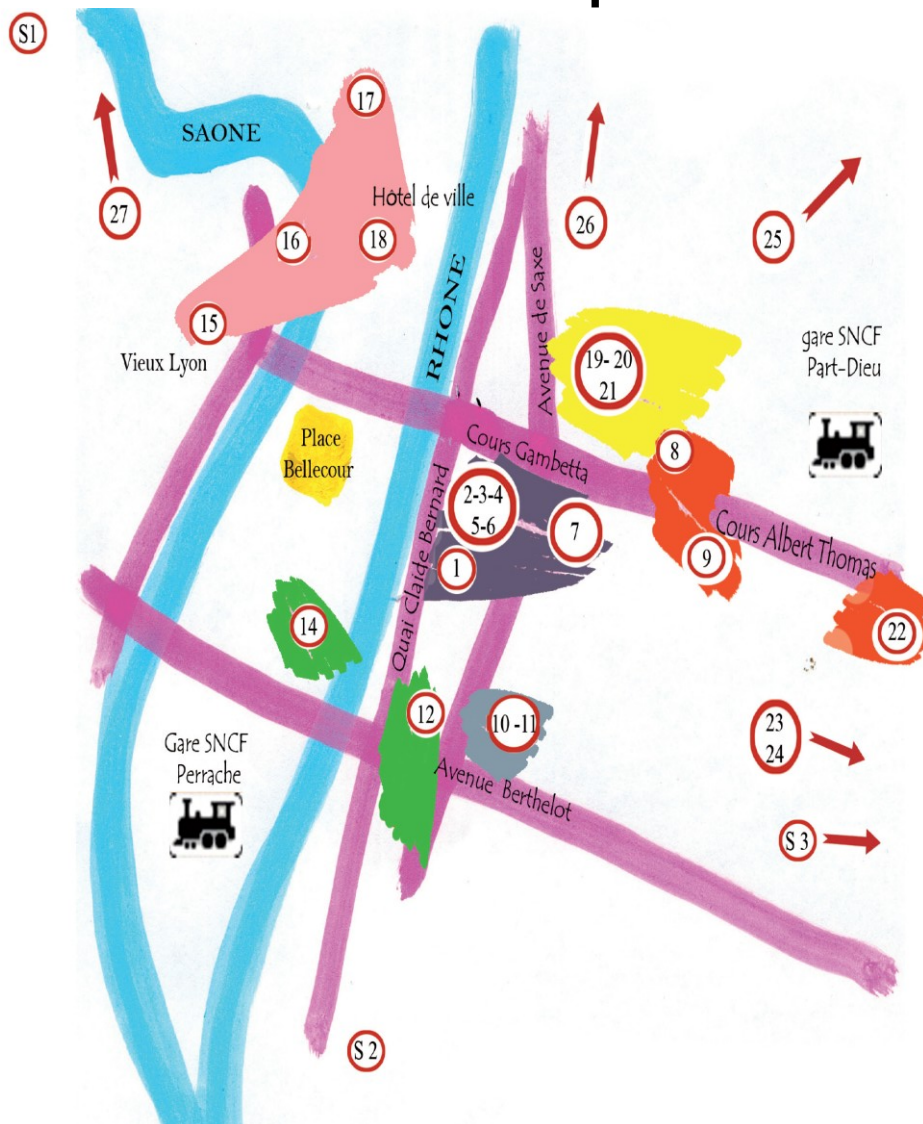 S1
17
SAONE
27
Hôtel de ville
16
18
26
25
15
Vieux Lyon
RHONE
Avenue de Saxe
19- 20
21
gare SNCF
Part-Dieu
Place
Bellecour
Cours Gambetta
8
2-3-4
5-6
7
1
9
Cours Albert Thomas
Quai Claide Bernard
14
22
12
10 -11
23
24
Gare SNCF
Perrache
Avenue Berthelot
S 3
S 2